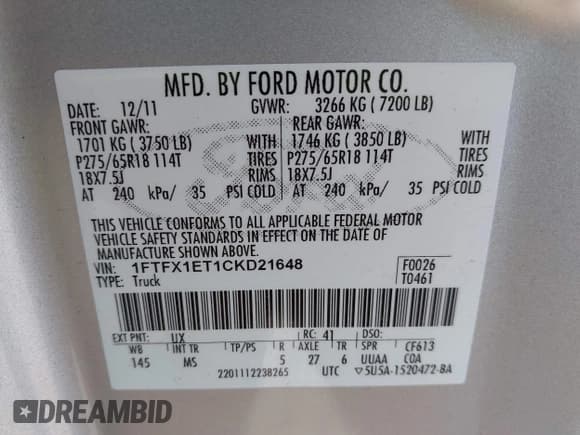 MFD. BY FORD MOTOR CO.
DATE: 12/11 GVWR: 3266 KG ( 7200 LB)
FRONT GAWR: REAR GAWR:
1701 KG ( 3750 LB) WITH 1746 KG ( 3850 LB) WITH
P275/65R18 114T TIRES P275/65R18 114T TIRES
18X7.5J RIMS 18X7.5J RIMS
AT 240 kPa/ 35 PSI COLD AT 240 kPa/ 35 PSI COLD
THIS VEHICLE CONFORMS TO ALL APPLICABLE FEDERAL MOTOR
VEHICLE SAFETY STANDARDS IN EFFECT ON THE DATE OF
MANUFACTURE SHOWN ABOVE.
VIN: 1FTFX1ET1CKD21648 F0026
TYPE: Truck T0461
EXT PNT: UX RC: 41 DSO:
WB INT TR TP/PS R AXLE TR SPR CF613
145 MS 5 27 6 UUAA COA
2201112238265 UTC 5U5A-1520472-BA
DREAMBID